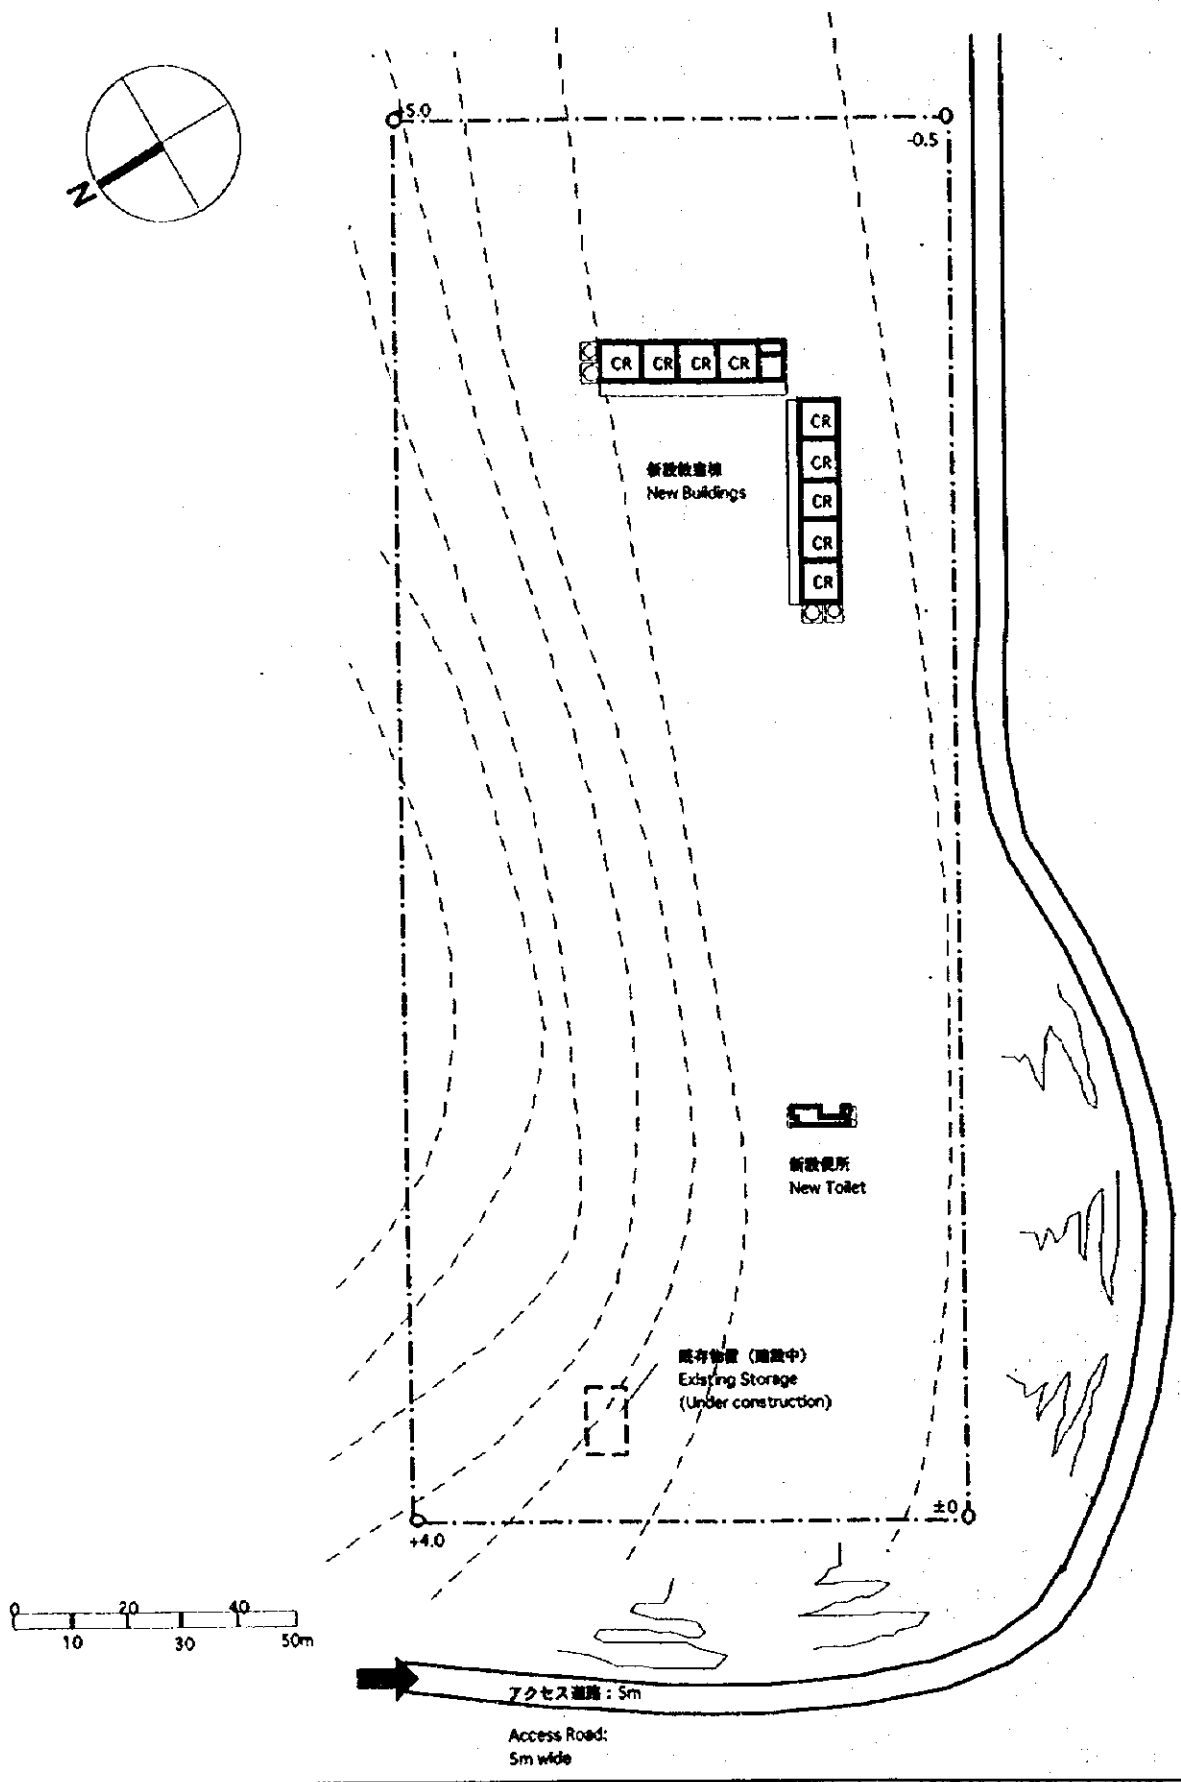 N
+5.0
-0.5
CR CR CR CR
CR
CR
CR
CR
CR
新設教室棟
New Buildings
新設便所
New Toilet
既存倉庫（建設中）
Existing Storage
(Under construction)
+4.0
±0
0 20 40
10 30 50m
アクセス道路：5m
Access Road:
5m wide